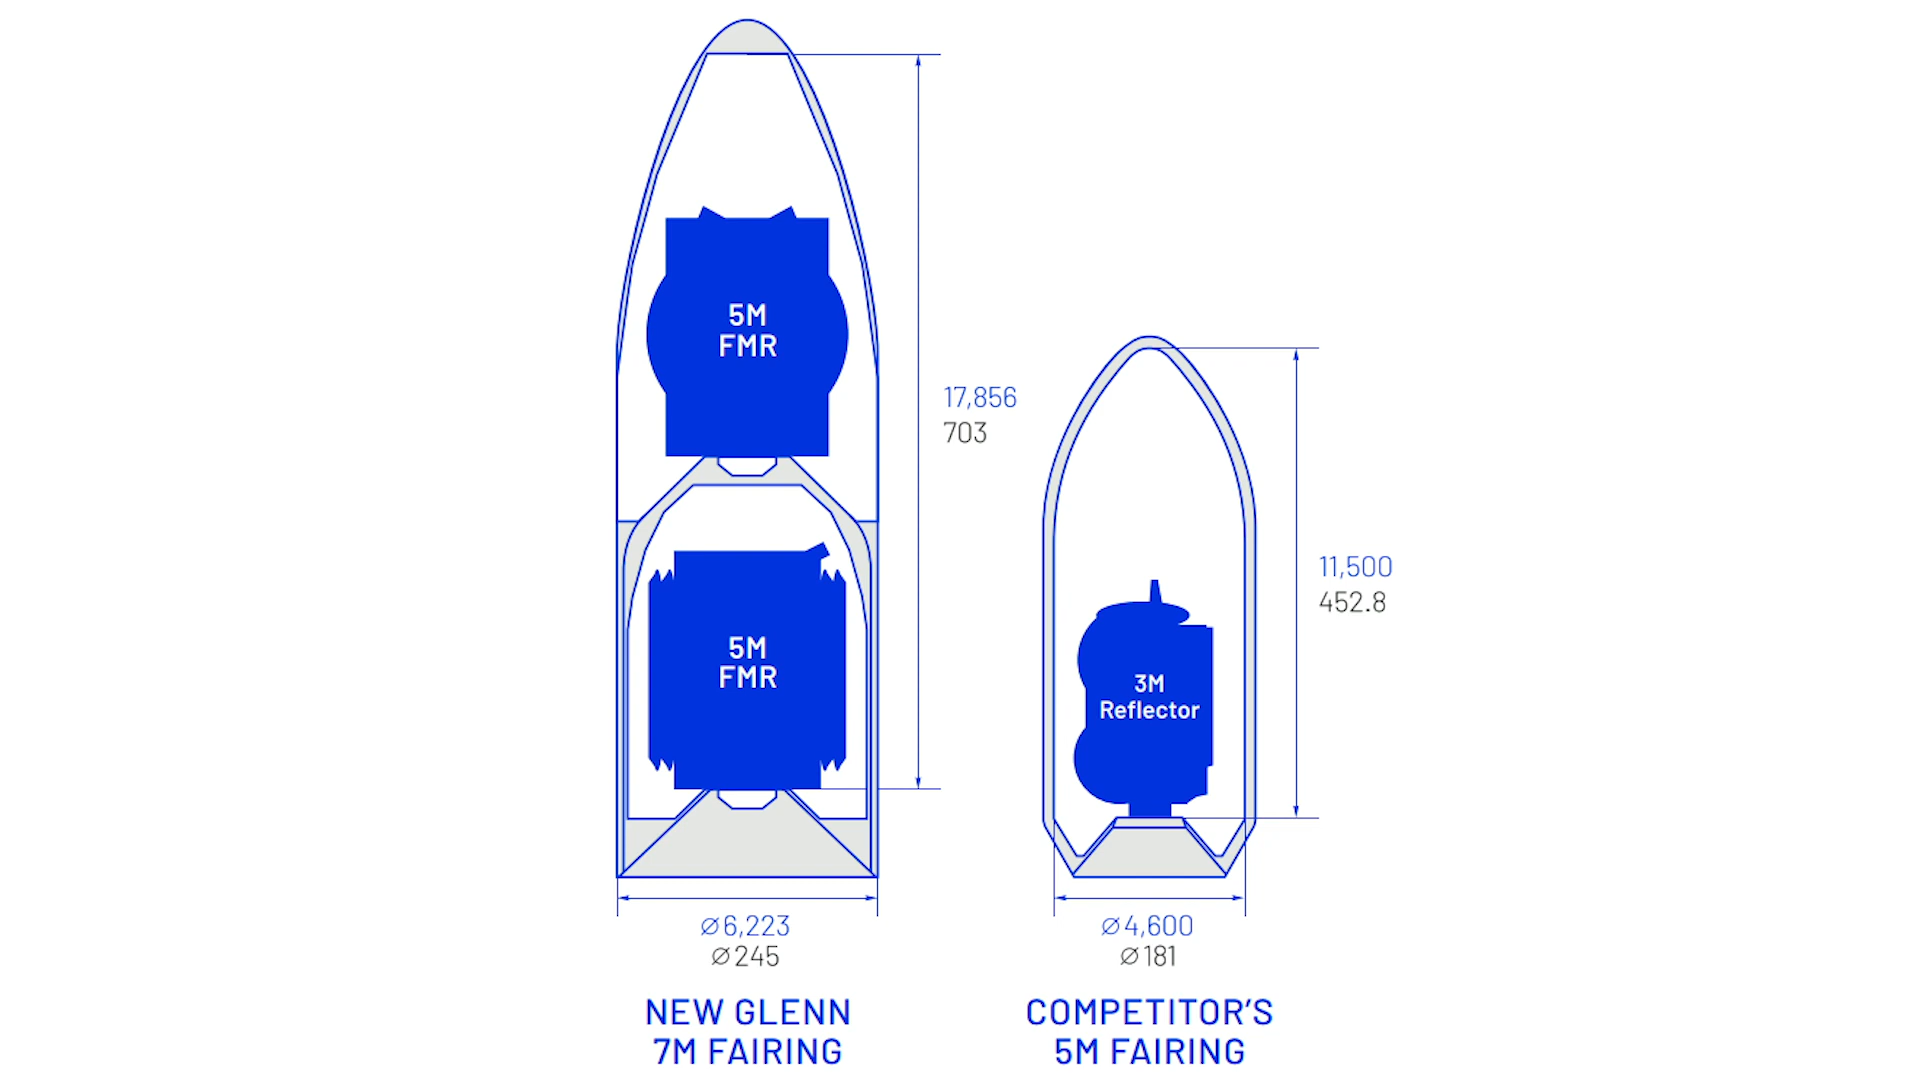 5M
FMR
17,856
703
5M
FMR
⌀6,223
⌀245
NEW GLENN
7M FAIRING
11,500
452.8
3M
Reflector
⌀4,600
⌀181
COMPETITOR'S
5M FAIRING